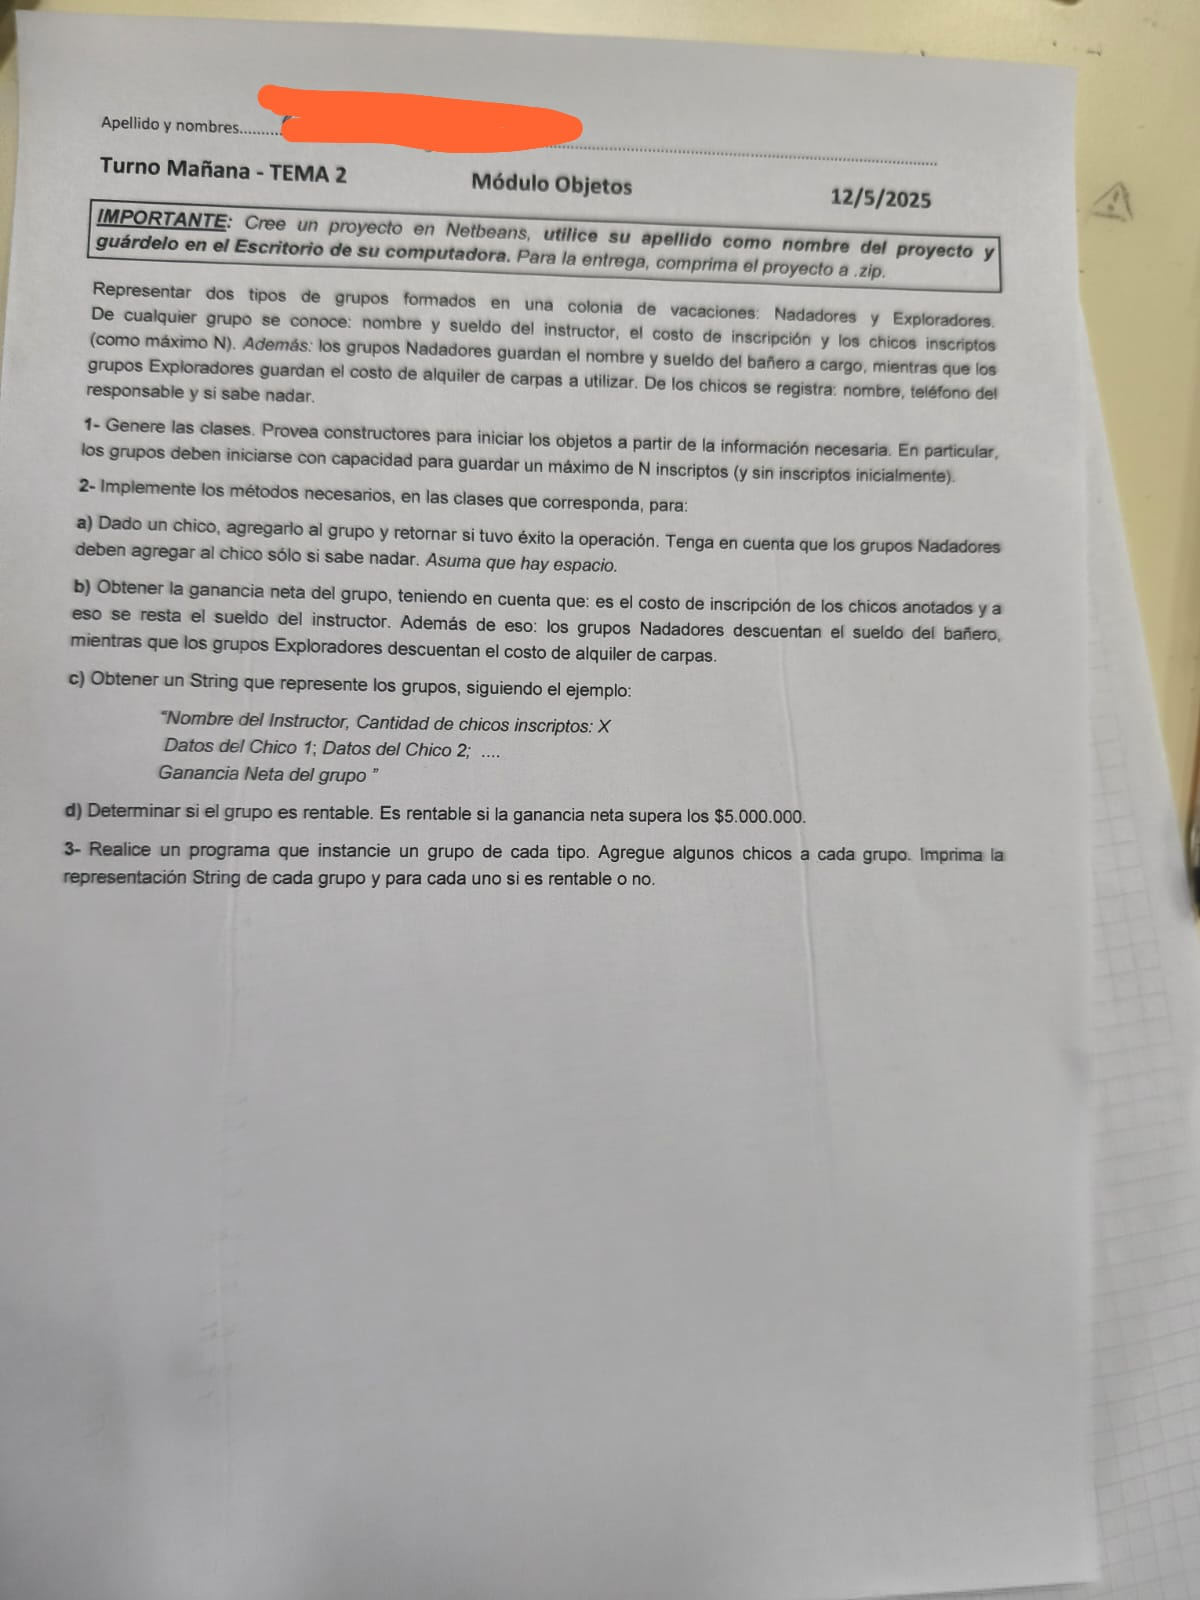 Apellido y nombres..........
Turno Mañana - TEMA 2 Módulo Objetos 12/5/2025
IMPORTANTE: Cree un proyecto en Netbeans, utilice su apellido como nombre del proyecto y
guárdelo en el Escritorio de su computadora. Para la entrega, comprima el proyecto a .zip.
Representar dos tipos de grupos formados en una colonia de vacaciones: Nadadores y Exploradores.
De cualquier grupo se conoce: nombre y sueldo del instructor, el costo de inscripción y los chicos inscriptos
(como máximo N). Además: los grupos Nadadores guardan el nombre y sueldo del bañero a cargo, mientras que los
grupos Exploradores guardan el costo de alquiler de carpas a utilizar. De los chicos se registra: nombre, teléfono del
responsable y si sabe nadar.
1- Genere las clases. Provea constructores para iniciar los objetos a partir de la información necesaria. En particular,
los grupos deben iniciarse con capacidad para guardar un máximo de N inscriptos (y sin inscriptos inicialmente).
2- Implemente los métodos necesarios, en las clases que corresponda, para:
a) Dado un chico, agregarlo al grupo y retornar si tuvo éxito la operación. Tenga en cuenta que los grupos Nadadores
deben agregar al chico sólo si sabe nadar. Asuma que hay espacio.
b) Obtener la ganancia neta del grupo, teniendo en cuenta que: es el costo de inscripción de los chicos anotados y a
eso se resta el sueldo del instructor. Además de eso: los grupos Nadadores descuentan el sueldo del bañero,
mientras que los grupos Exploradores descuentan el costo de alquiler de carpas.
c) Obtener un String que represente los grupos, siguiendo el ejemplo:
“Nombre del Instructor, Cantidad de chicos inscriptos: X
Datos del Chico 1; Datos del Chico 2; ....
Ganancia Neta del grupo ”
d) Determinar si el grupo es rentable. Es rentable si la ganancia neta supera los $5.000.000.
3- Realice un programa que instancie un grupo de cada tipo. Agregue algunos chicos a cada grupo. Imprima la
representación String de cada grupo y para cada uno si es rentable o no.